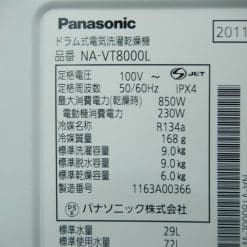 Panasonic
ドラム式電気洗濯乾燥機
品番 NA-VT8000L
2011
定格電圧 100V～
S JET
定格周波数 50/60Hz IPX4
最大消費電力(乾燥時) 850W
電動機消費電力 230W
冷媒名称 R134a
冷媒質量 168g
標準洗濯容量 9.0kg
標準脱水容量 9.0kg
標準乾燥容量 6.0kg
製造番号 1163A00366
PS E
パナソニック株式会社
標準水量 29L
標準使用水量 77L